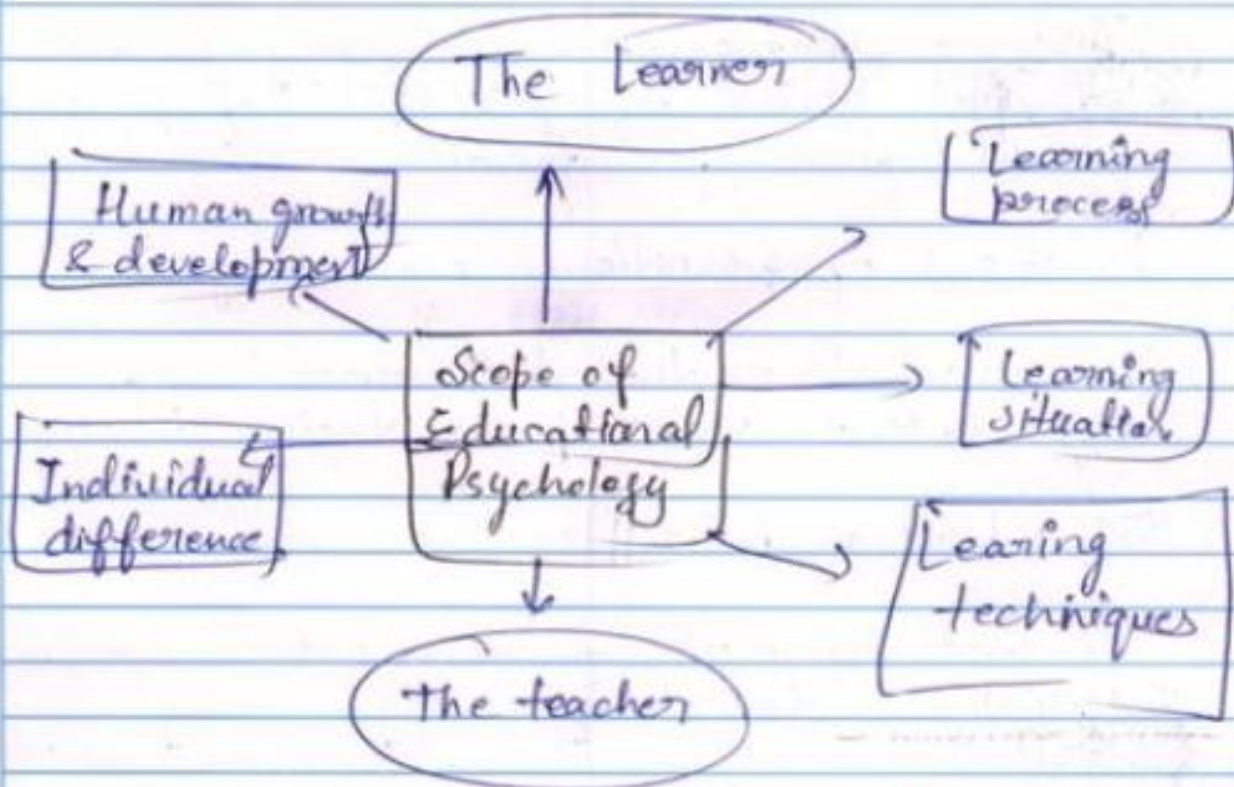 The Learner
Human growth
& development
Learning
process
Scope of
Educational
Psychology
Learning
situation
Individual
difference
Learing
techniques
The teacher